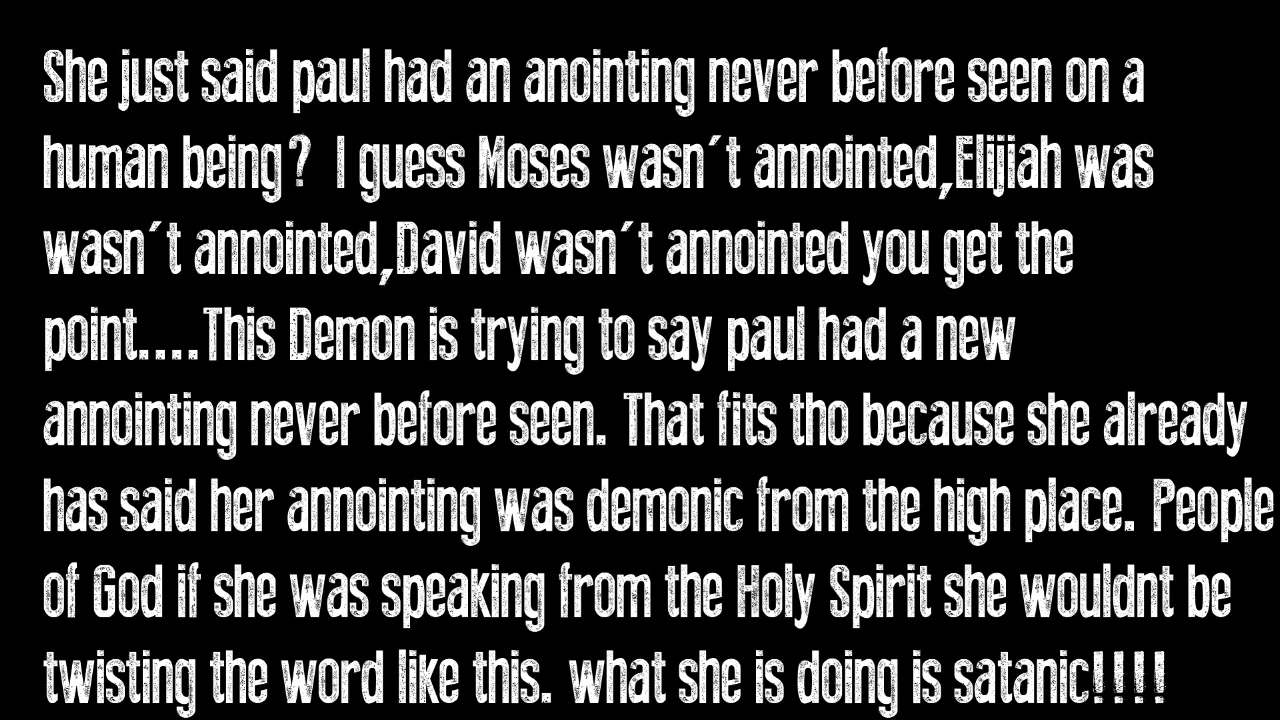 She just said paul had an anointing never before seen on a
human being? I guess Moses wasn´t annointed,Elijiah was
wasn´t annointed,David wasn´t annointed you get the
point....This Demon is trying to say paul had a new
annointing never before seen. That fits tho because she already
has said her annointing was demonic from the high place. People
of God if she was speaking from the Holy Spirit she wouldnt be
twisting the word like this. what she is doing is satanic!!!!